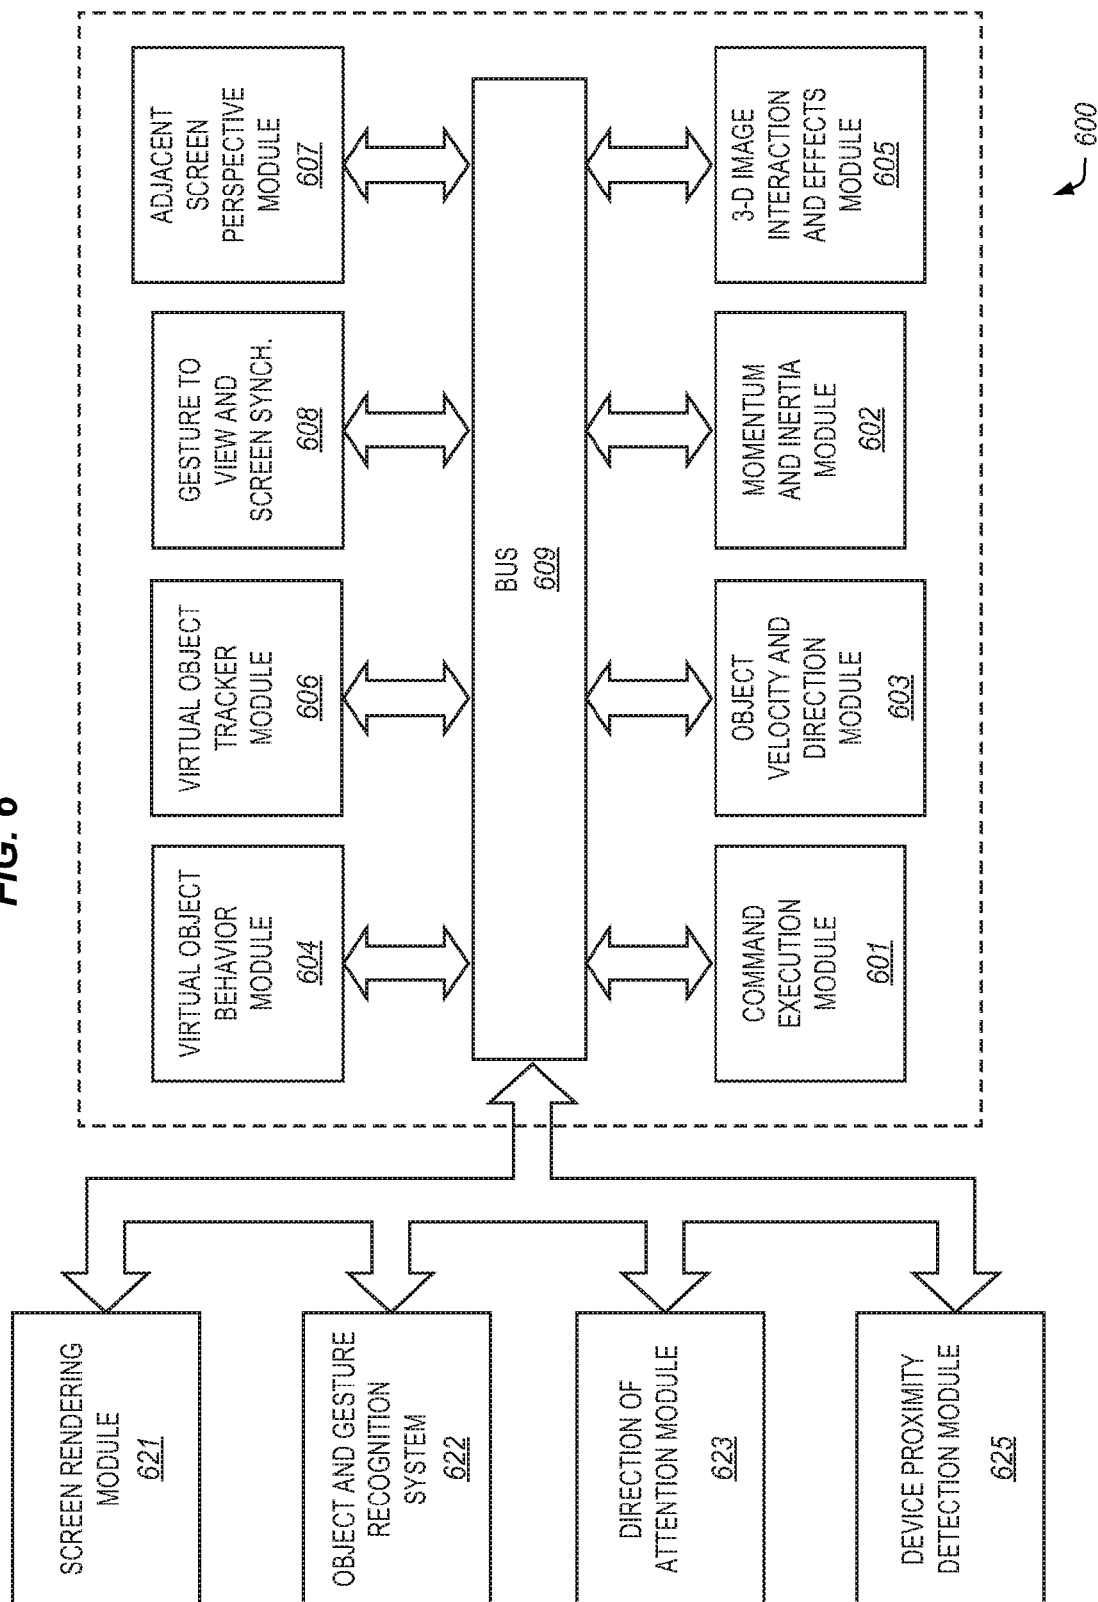 FIG. 6
SCREEN RENDERING
MODULE
621
OBJECT AND GESTURE
RECOGNITION
SYSTEM
622
DIRECTION OF
ATTENTION MODULE
623
DEVICE PROXIMITY
DETECTION MODULE
625
VIRTUAL OBJECT
BEHAVIOR
MODULE
604
VIRTUAL OBJECT
TRACKER
MODULE
606
GESTURE TO
VIEW AND
SCREEN SYNCH.
608
ADJACENT
SCREEN
PERSPECTIVE
MODULE
607
BUS
609
COMMAND
EXECUTION
MODULE
601
OBJECT
VELOCITY AND
DIRECTION
MODULE
603
MOMENTUM
AND INERTIA
MODULE
602
3-D IMAGE
INTERACTION
AND EFFECTS
MODULE
605
600